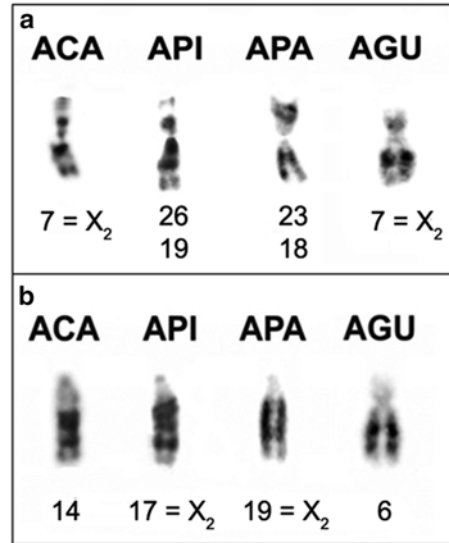 a
ACA API APA AGU
7 = X₂ 26 23 7 = X₂
19 18
b
ACA API APA AGU
14 17 = X₂ 19 = X₂ 6